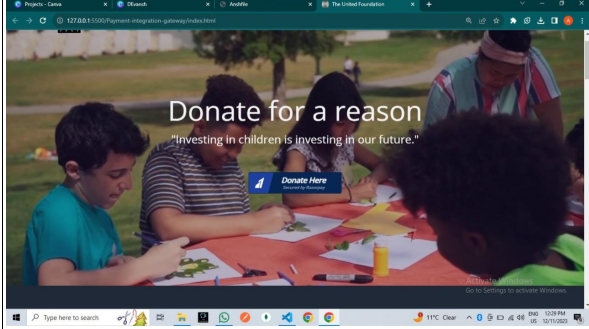 Projects - Canva
DEvansh
Anshfile
The United Foundation
127.0.0.1:5500/Payment-integration-gateway/index.html
Donate for a reason
"Investing in children is investing in our future."
Donate Here
Secured by Razorpay
Activate Windows
Go to Settings to activate Windows.
Type here to search
11°C Clear
ENG
US
12:29 PM
12/11/2023